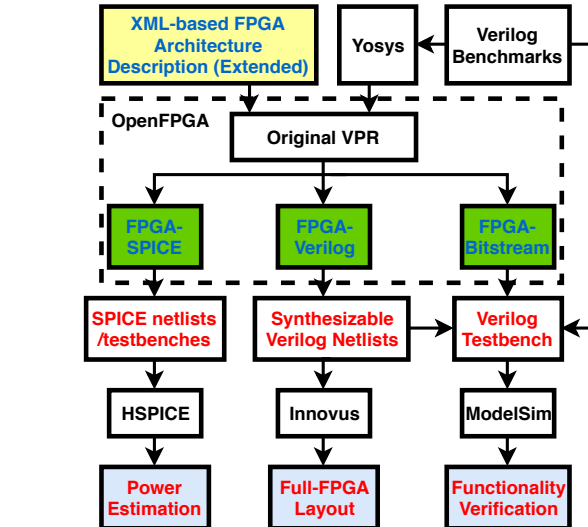 XML-based FPGA
Architecture
Description (Extended)
Yosys
Verilog
Benchmarks
OpenFPGA
Original VPR
FPGA-
SPICE
FPGA-
Verilog
FPGA-
Bitstream
SPICE netlists
/testbenches
Synthesizable
Verilog Netlists
Verilog
Testbench
HSPICE
Innovus
ModelSim
Power
Estimation
Full-FPGA
Layout
Functionality
Verification